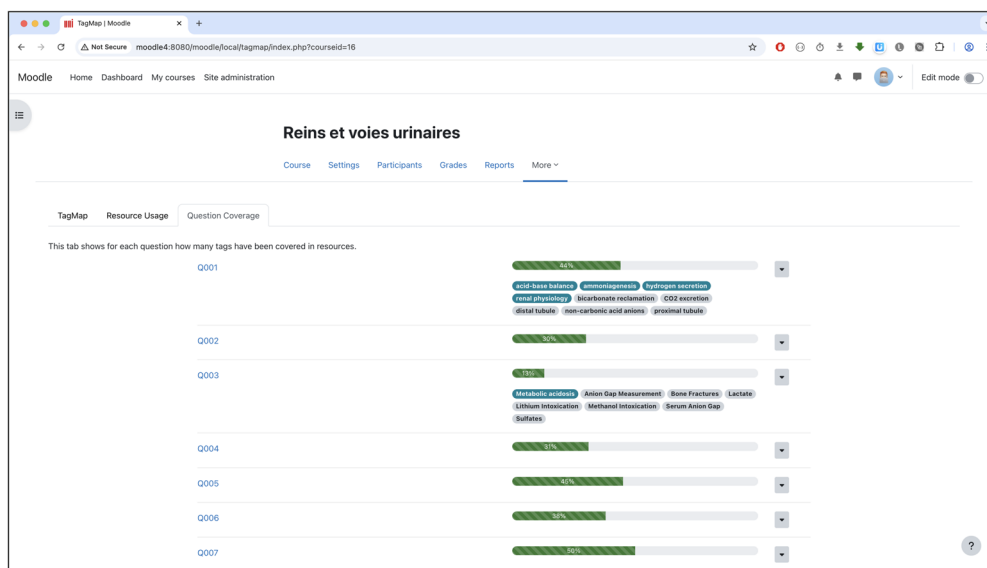 TagMap | Moodle
Not Secure moodle4:8080/moodle/local/tagmap/index.php?courseid=16
Moodle Home Dashboard My courses Site administration Edit mode
Reins et voies urinaires
Course Settings Participants Grades Reports More
TagMap Resource Usage Question Coverage
This tab shows for each question how many tags have been covered in resources.
Q001 44%
acid-base balance ammoniagenesis hydrogen secretion
renal physiology bicarbonate reclamation CO2 excretion
distal tubule non-carbonic acid anions proximal tubule
Q002 30%
Q003 13%
Metabolic acidosis Anion Gap Measurement Bone Fractures Lactate
Lithium Intoxication Methanol Intoxication Serum Anion Gap
Sulfates
Q004 31%
Q005 45%
Q006 38%
Q007 50%
?